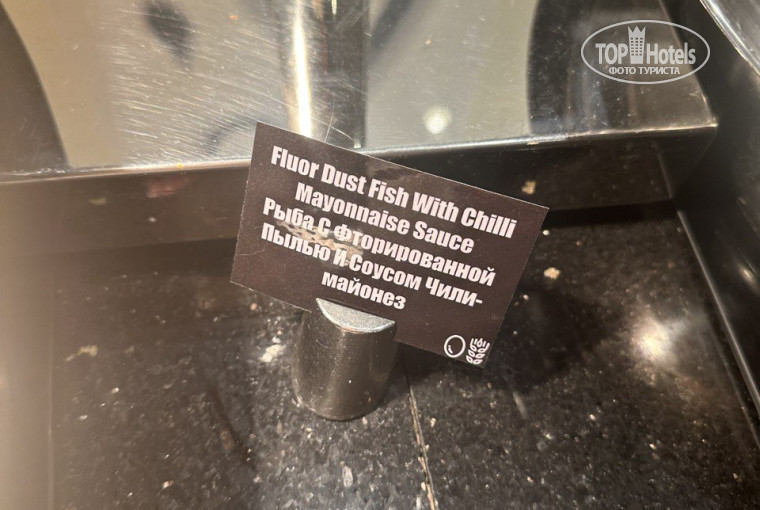 TOP Hotels
ФОТО ТУРИСТА
Fluor Dust Fish With Chilli
Mayonnaise Sauce
Рыба С фторированной
Пылью И Соусом Чили-
майонез